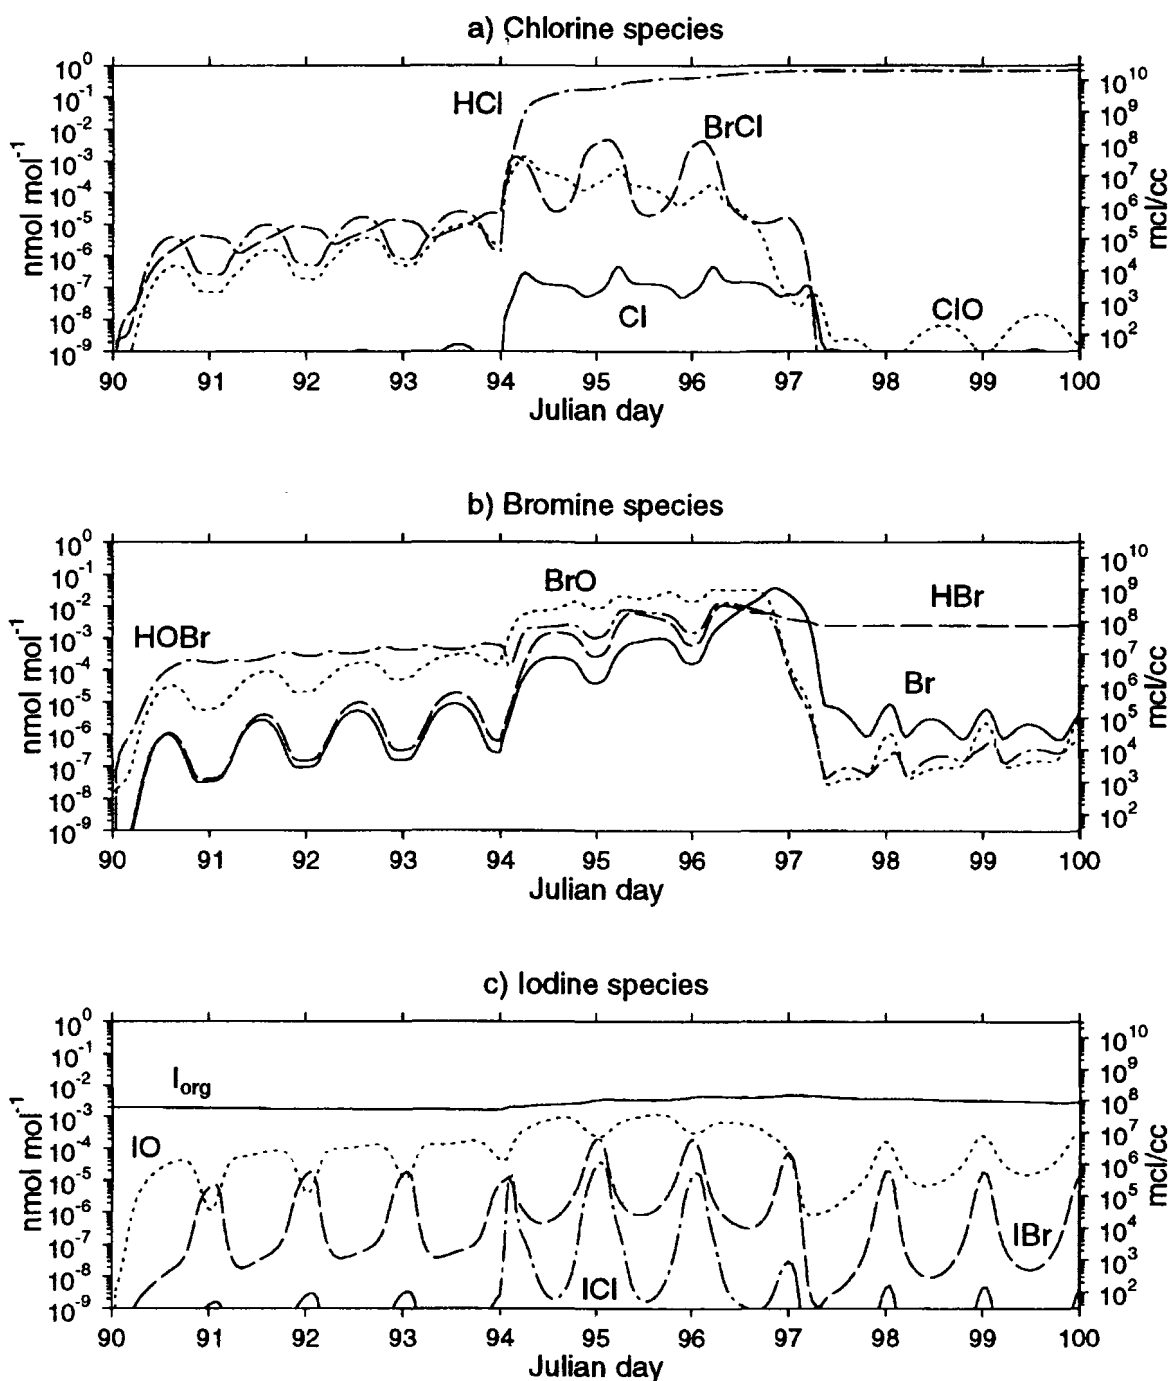 a) Chlorine species
10^0 10^-1 10^-2 10^-3 10^-4 10^-5 10^-6 10^-7 10^-8 10^-9
nmol mol^-1
HCl
BrCl
Cl
ClO
10^10 10^9 10^8 10^7 10^6 10^5 10^4 10^3 10^2
mcl/cc
90 91 92 93 94 95 96 97 98 99 100
Julian day
b) Bromine species
10^0 10^-1 10^-2 10^-3 10^-4 10^-5 10^-6 10^-7 10^-8 10^-9
nmol mol^-1
BrO
HBr
HOBr
Br
10^10 10^9 10^8 10^7 10^6 10^5 10^4 10^3 10^2
mcl/cc
90 91 92 93 94 95 96 97 98 99 100
Julian day
c) Iodine species
10^0 10^-1 10^-2 10^-3 10^-4 10^-5 10^-6 10^-7 10^-8 10^-9
nmol mol^-1
I_org
IO
IBr
ICl
10^10 10^9 10^8 10^7 10^6 10^5 10^4 10^3 10^2
mcl/cc
90 91 92 93 94 95 96 97 98 99 100
Julian day